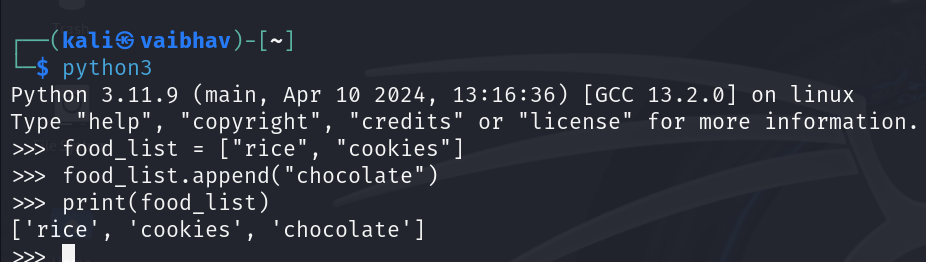 ┌──(kali㉿vaibhav)-[~]
└─$ python3
Python 3.11.9 (main, Apr 10 2024, 13:16:36) [GCC 13.2.0] on linux
Type "help", "copyright", "credits" or "license" for more information.
>>> food_list = ["rice", "cookies"]
>>> food_list.append("chocolate")
>>> print(food_list)
['rice', 'cookies', 'chocolate']
>>>